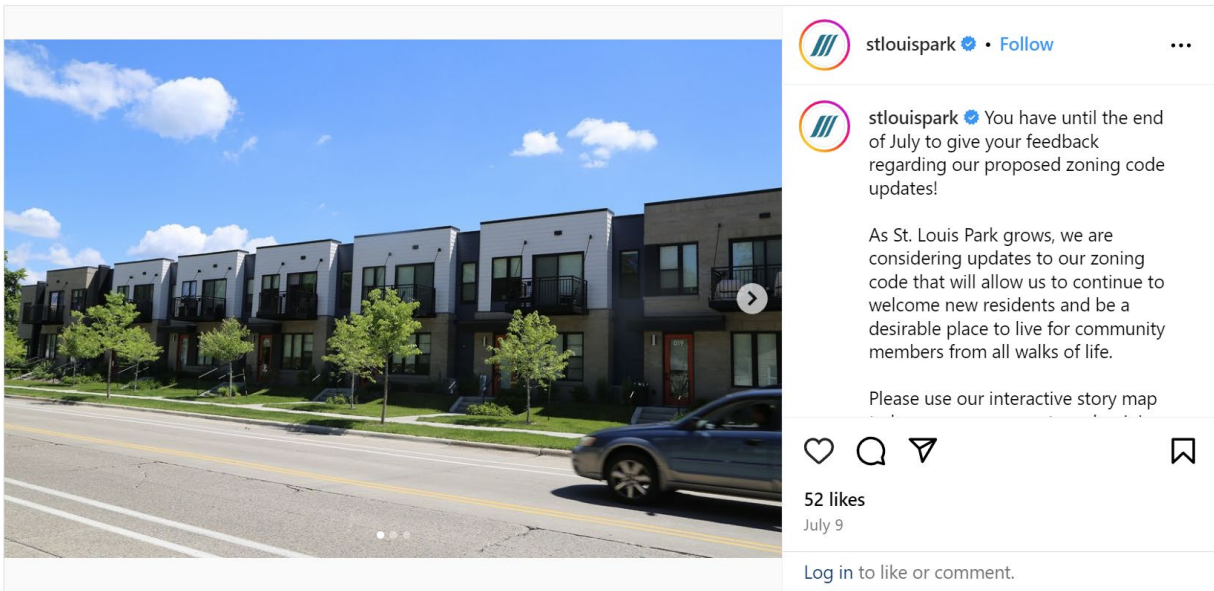 stlouispark • Follow
stlouispark You have until the end
of July to give your feedback
regarding our proposed zoning code
updates!
As St. Louis Park grows, we are
considering updates to our zoning
code that will allow us to continue to
welcome new residents and be a
desirable place to live for community
members from all walks of life.
Please use our interactive story map
52 likes
July 9
Log in to like or comment.